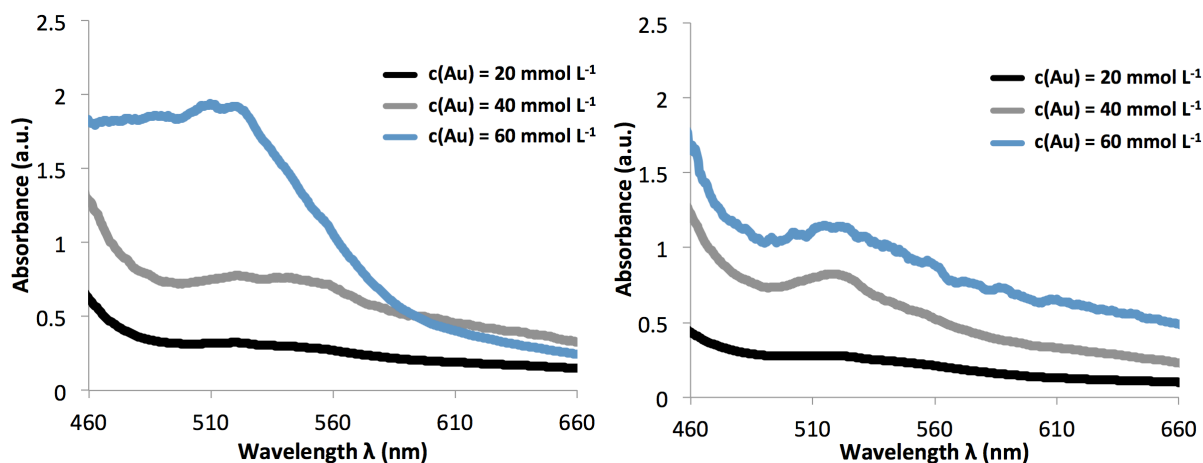 2.5
2
1.5
1
0.5
0
Absorbance (a.u.)
c(Au) = 20 mmol L-1
c(Au) = 40 mmol L-1
c(Au) = 60 mmol L-1
460 510 560 610 660
Wavelength λ (nm)
2.5
2
1.5
1
0.5
0
Absorbance (a.u.)
c(Au) = 20 mmol L-1
c(Au) = 40 mmol L-1
c(Au) = 60 mmol L-1
460 510 560 610 660
Wavelength λ (nm)